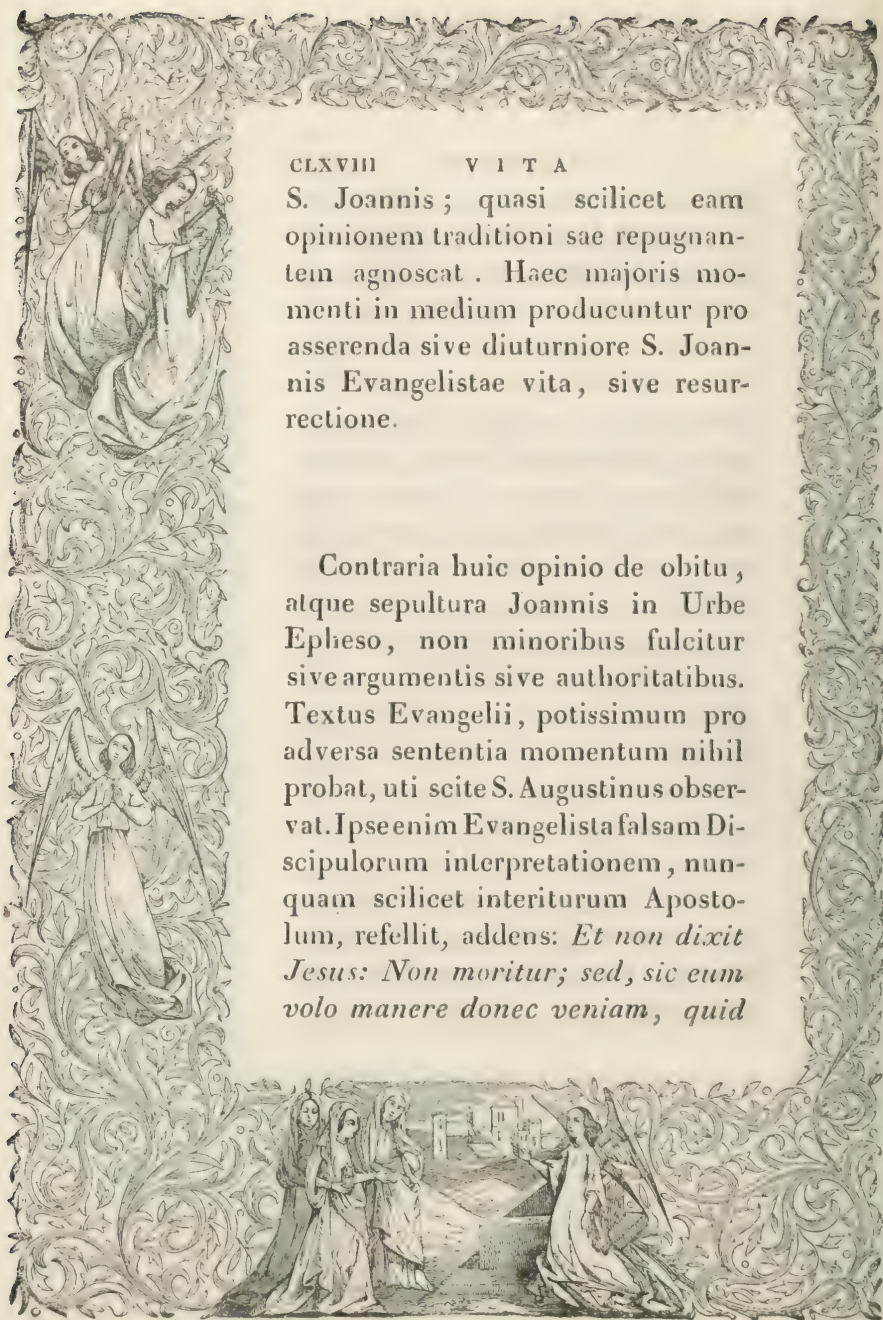 CLXVIII V I T A
S. Joannis ; quasi scilicet eam
opinionem traditioni sae repugnan-
tem agnoscat . Haec majoris mo-
menti in medium producuntur pro
asserenda sive diuturniore S. Joan-
nis Evangelistae vita, sive resur-
rectione.
Contraria huic opinio de obitu ,
atque sepultura Joannis in Urbe
Epheso, non minoribus fulcitur
sive argumentis sive authoritatibus.
Textus Evangelii, potissimum pro
adversa sententia momentum nihil
probat, uti scite S. Augustinus obser-
vat. Ipse enim Evangelista falsam Di-
scipulorum interpretationem, nun-
quam scilicet interiturum Aposto-
lum, refellit, addens: Et non dixit
Jesus: Non moritur; sed, sic eum
volo manere donec veniam, quid